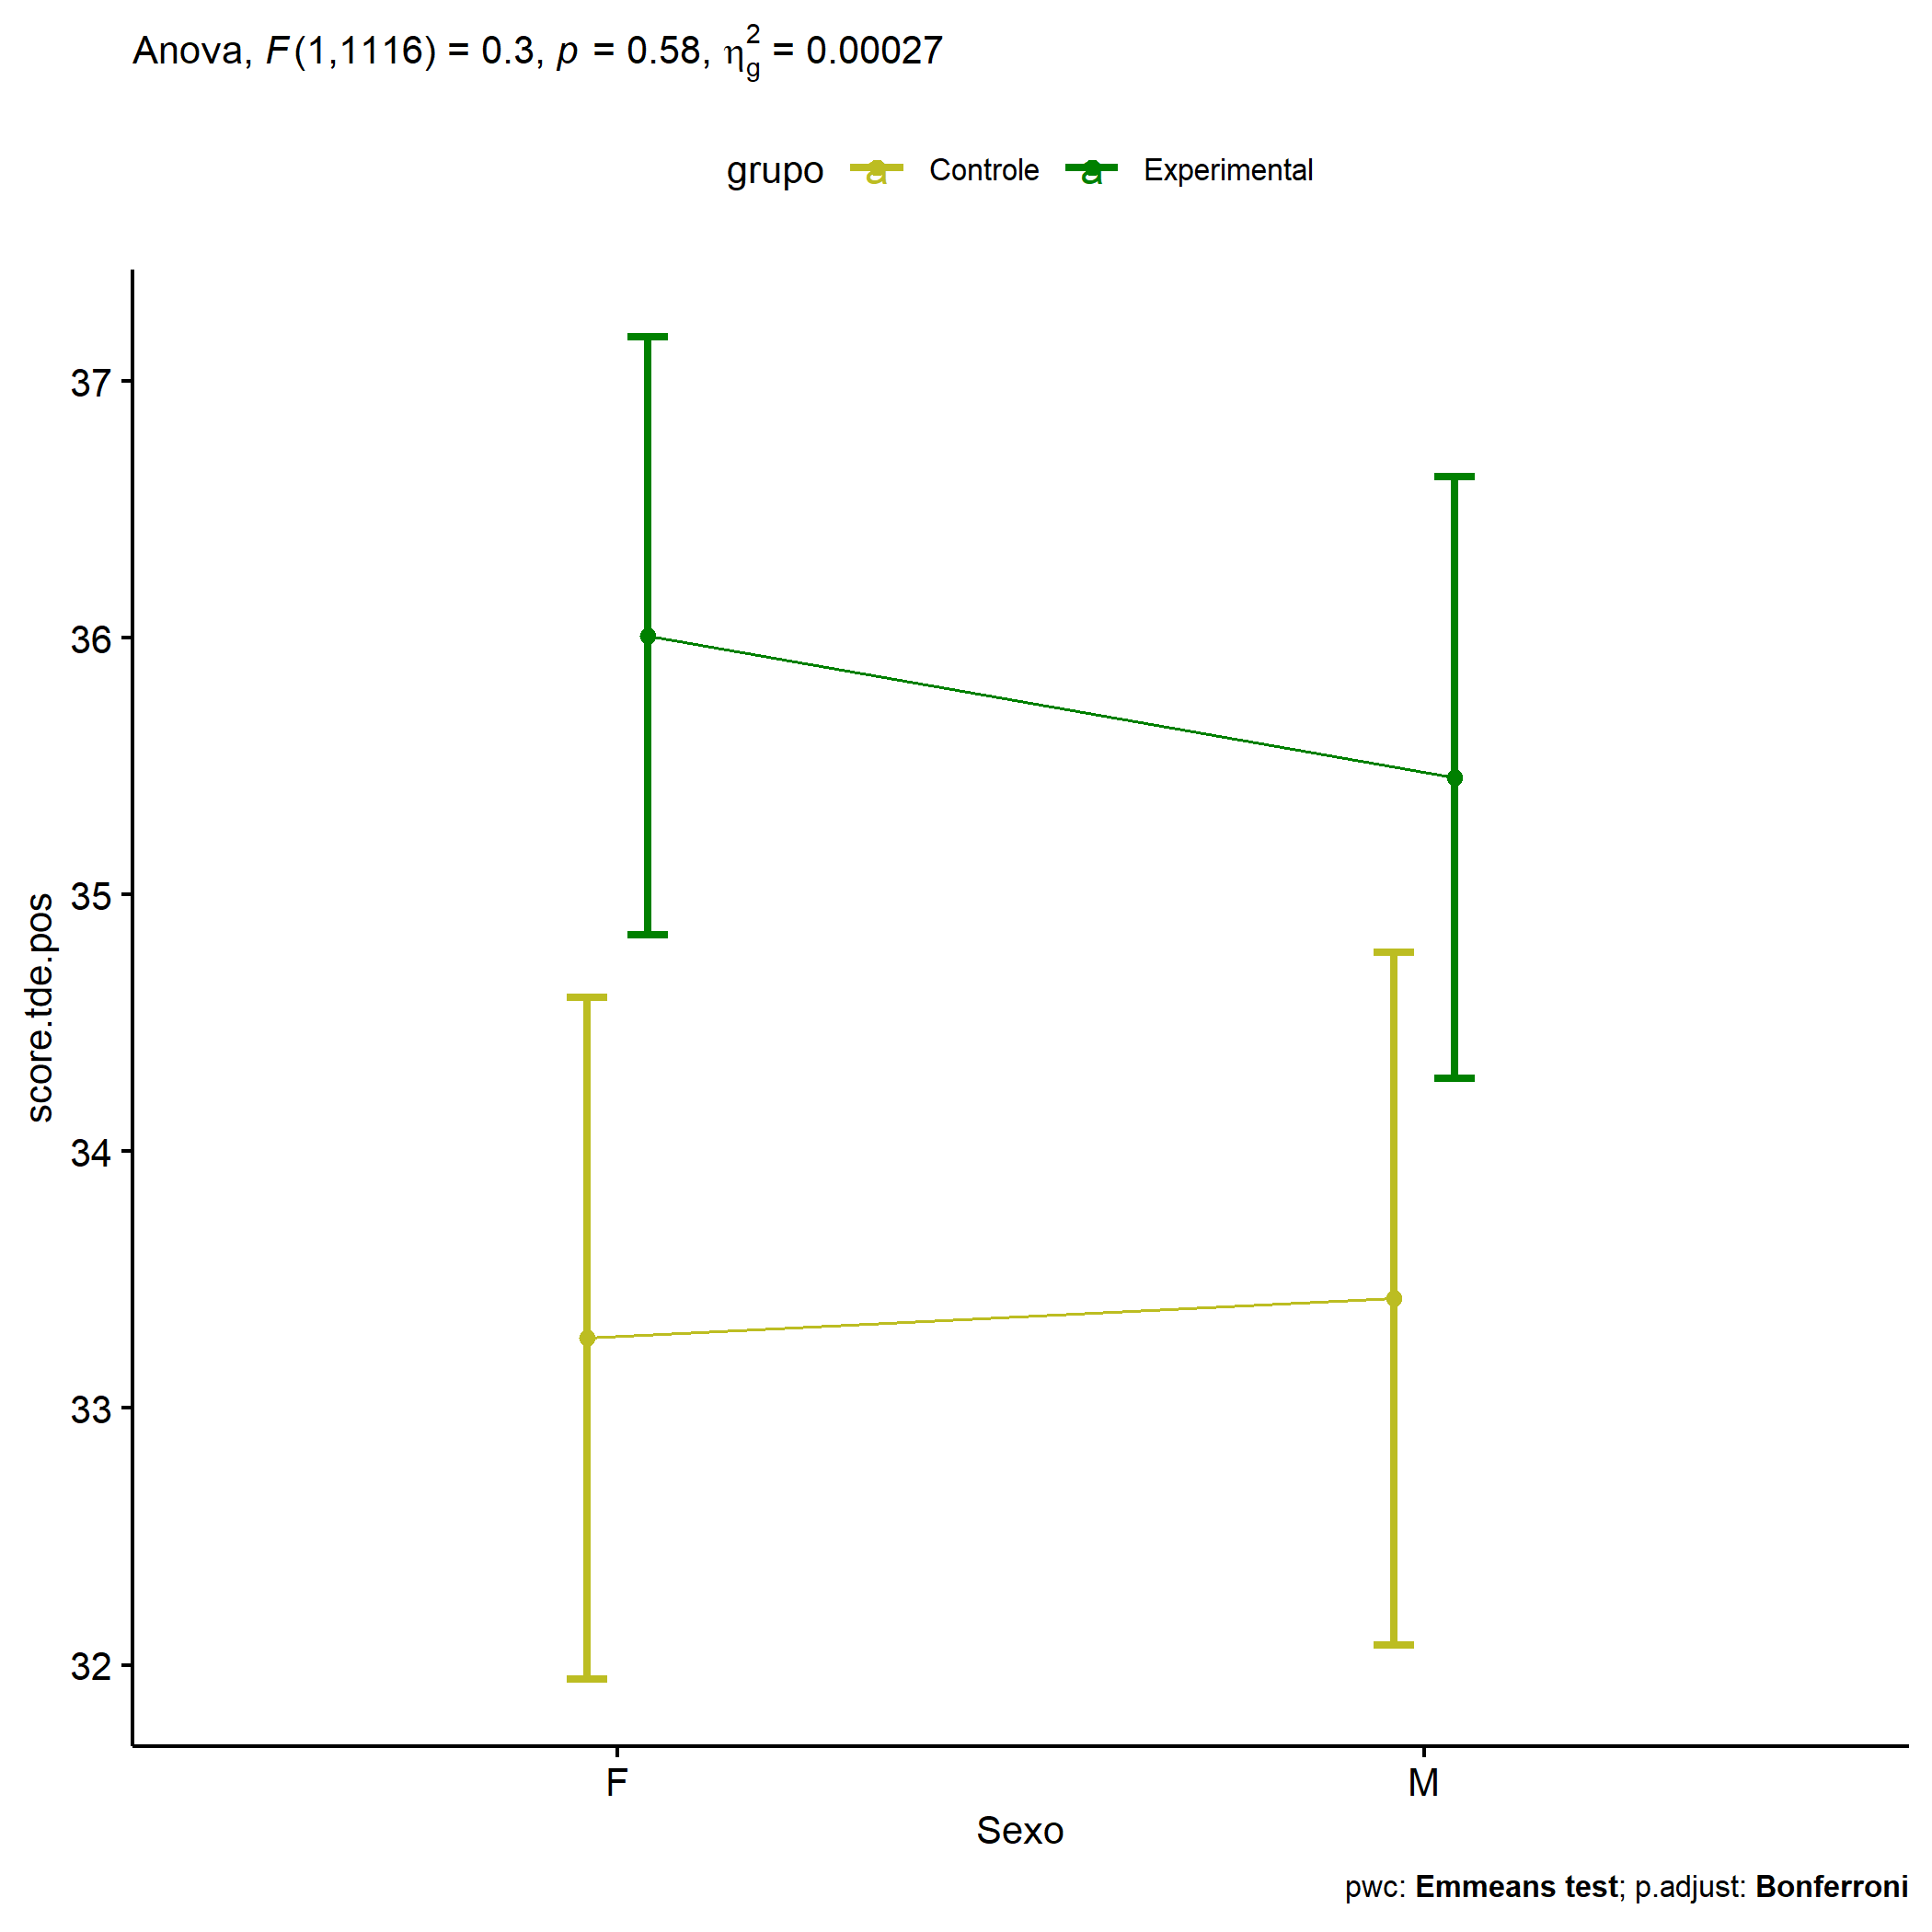 Anova, F(1,1116) = 0.3, p = 0.58, η²g = 0.00027
grupo a Controle a Experimental
37
36
35
34
33
32
score.tde.pos
F M
Sexo
pwc: Emmeans test; p.adjust: Bonferroni